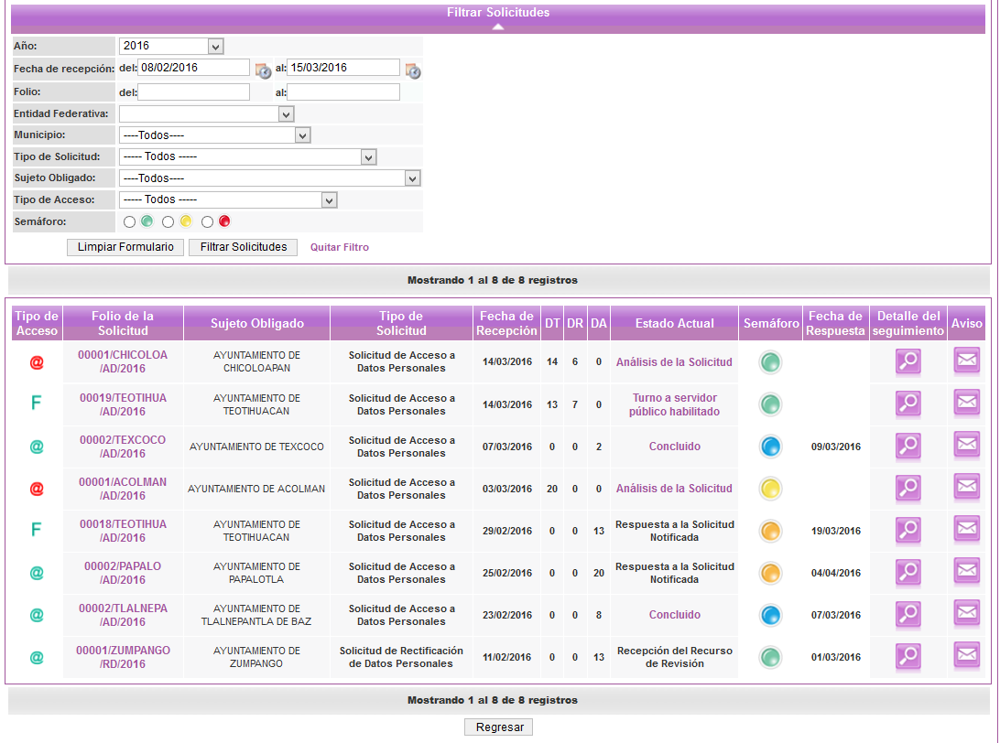 Filtrar Solicitudes
Año: 2016
Fecha de recepción: del: 08/02/2016 al: 15/03/2016
Folio: del: al:
Entidad Federativa:
Municipio: ----Todos----
Tipo de Solicitud: ----- Todos -----
Sujeto Obligado: ----Todos----
Tipo de Acceso: ----- Todos -----
Semáforo:
Limpiar Formulario Filtrar Solicitudes Quitar Filtro
Mostrando 1 al 8 de 8 registros
Tipo de Acceso Folio de la Solicitud Sujeto Obligado Tipo de Solicitud Fecha de Recepción DT DR DA Estado Actual Semáforo Fecha de Respuesta Detalle del seguimiento Aviso
@ 00001/CHICOLOA/AD/2016 AYUNTAMIENTO DE CHICOLOAPAN Solicitud de Acceso a Datos Personales 14/03/2016 14 6 0 Análisis de la Solicitud
F 00019/TEOTIHUA/AD/2016 AYUNTAMIENTO DE TEOTIHUACAN Solicitud de Acceso a Datos Personales 14/03/2016 13 7 0 Turno a servidor público habilitado
@ 00002/TEXCOCO/AD/2016 AYUNTAMIENTO DE TEXCOCO Solicitud de Acceso a Datos Personales 07/03/2016 0 0 2 Concluido 09/03/2016
@ 00001/ACOLMAN/AD/2016 AYUNTAMIENTO DE ACOLMAN Solicitud de Acceso a Datos Personales 03/03/2016 20 0 0 Análisis de la Solicitud
F 00018/TEOTIHUA/AD/2016 AYUNTAMIENTO DE TEOTIHUACAN Solicitud de Acceso a Datos Personales 29/02/2016 0 0 13 Respuesta a la Solicitud Notificada 19/03/2016
@ 00002/PAPALO/AD/2016 AYUNTAMIENTO DE PAPALOTLA Solicitud de Acceso a Datos Personales 25/02/2016 0 0 20 Respuesta a la Solicitud Notificada 04/04/2016
@ 00002/TLALNEPA/AD/2016 AYUNTAMIENTO DE TLALNEPANTLA DE BAZ Solicitud de Acceso a Datos Personales 23/02/2016 0 0 8 Concluido 07/03/2016
@ 00001/ZUMPANGO/RD/2016 AYUNTAMIENTO DE ZUMPANGO Solicitud de Rectificación de Datos Personales 11/02/2016 0 0 13 Recepción del Recurso de Revisión 01/03/2016
Mostrando 1 al 8 de 8 registros
Regresar